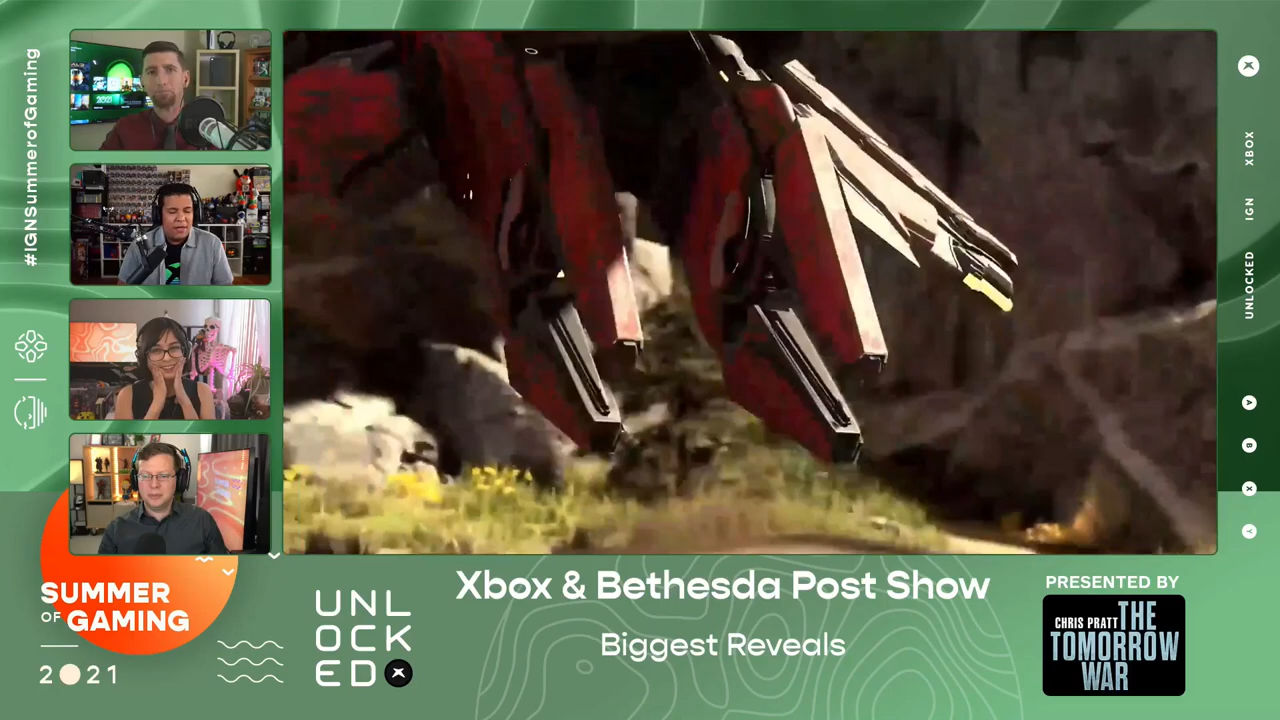 #IGNSummerofGaming
XBOX
IGN
UNLOCKED
A
B
X
Y
SUMMER
OF GAMING
2021
UNL
OCK
ED
Xbox & Bethesda Post Show
Biggest Reveals
PRESENTED BY
CHRIS PRATT THE
TOMORROW
WAR